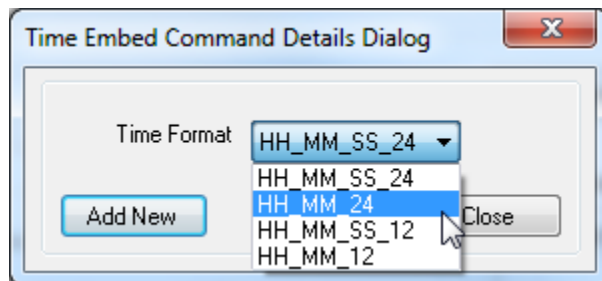 Time Embed Command Details Dialog
Time Format
HH_MM_SS_24
HH_MM_SS_24
HH_MM_24
HH_MM_SS_12
HH_MM_12
Add New
Close